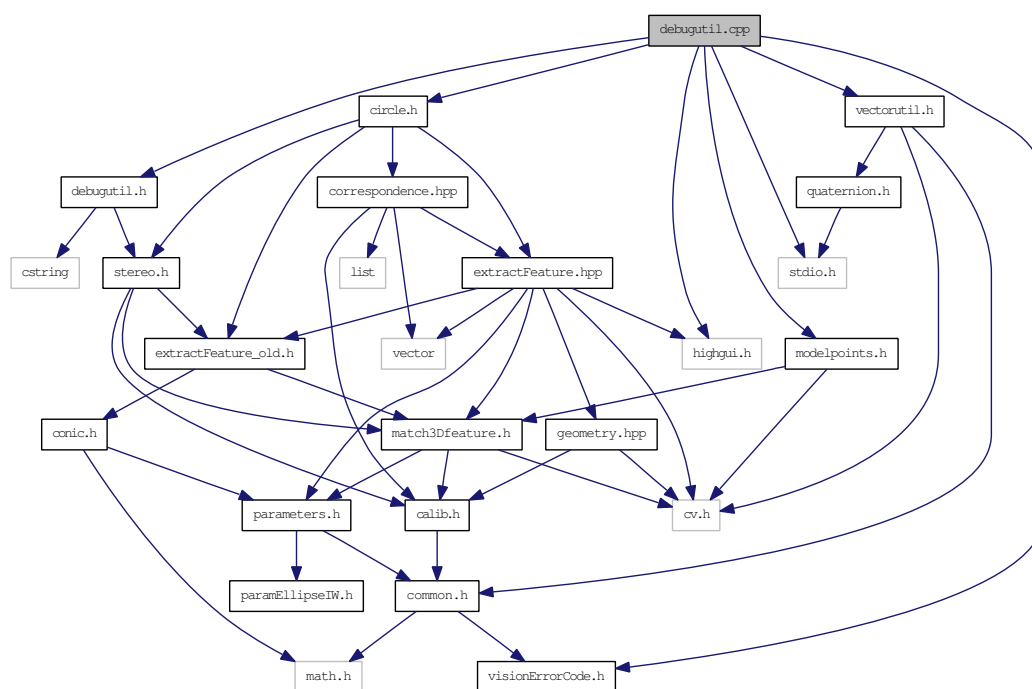 debugutil.cpp
circle.h
vectorutil.h
debugutil.h
correspondence.hpp
quaternion.h
cstring
stereo.h
list
extractFeature.hpp
stdio.h
extractFeature_old.h
vector
highgui.h
modelpoints.h
conic.h
match3Dfeature.h
geometry.hpp
parameters.h
calib.h
cv.h
paramEllipseIW.h
common.h
math.h
visionErrorCode.h